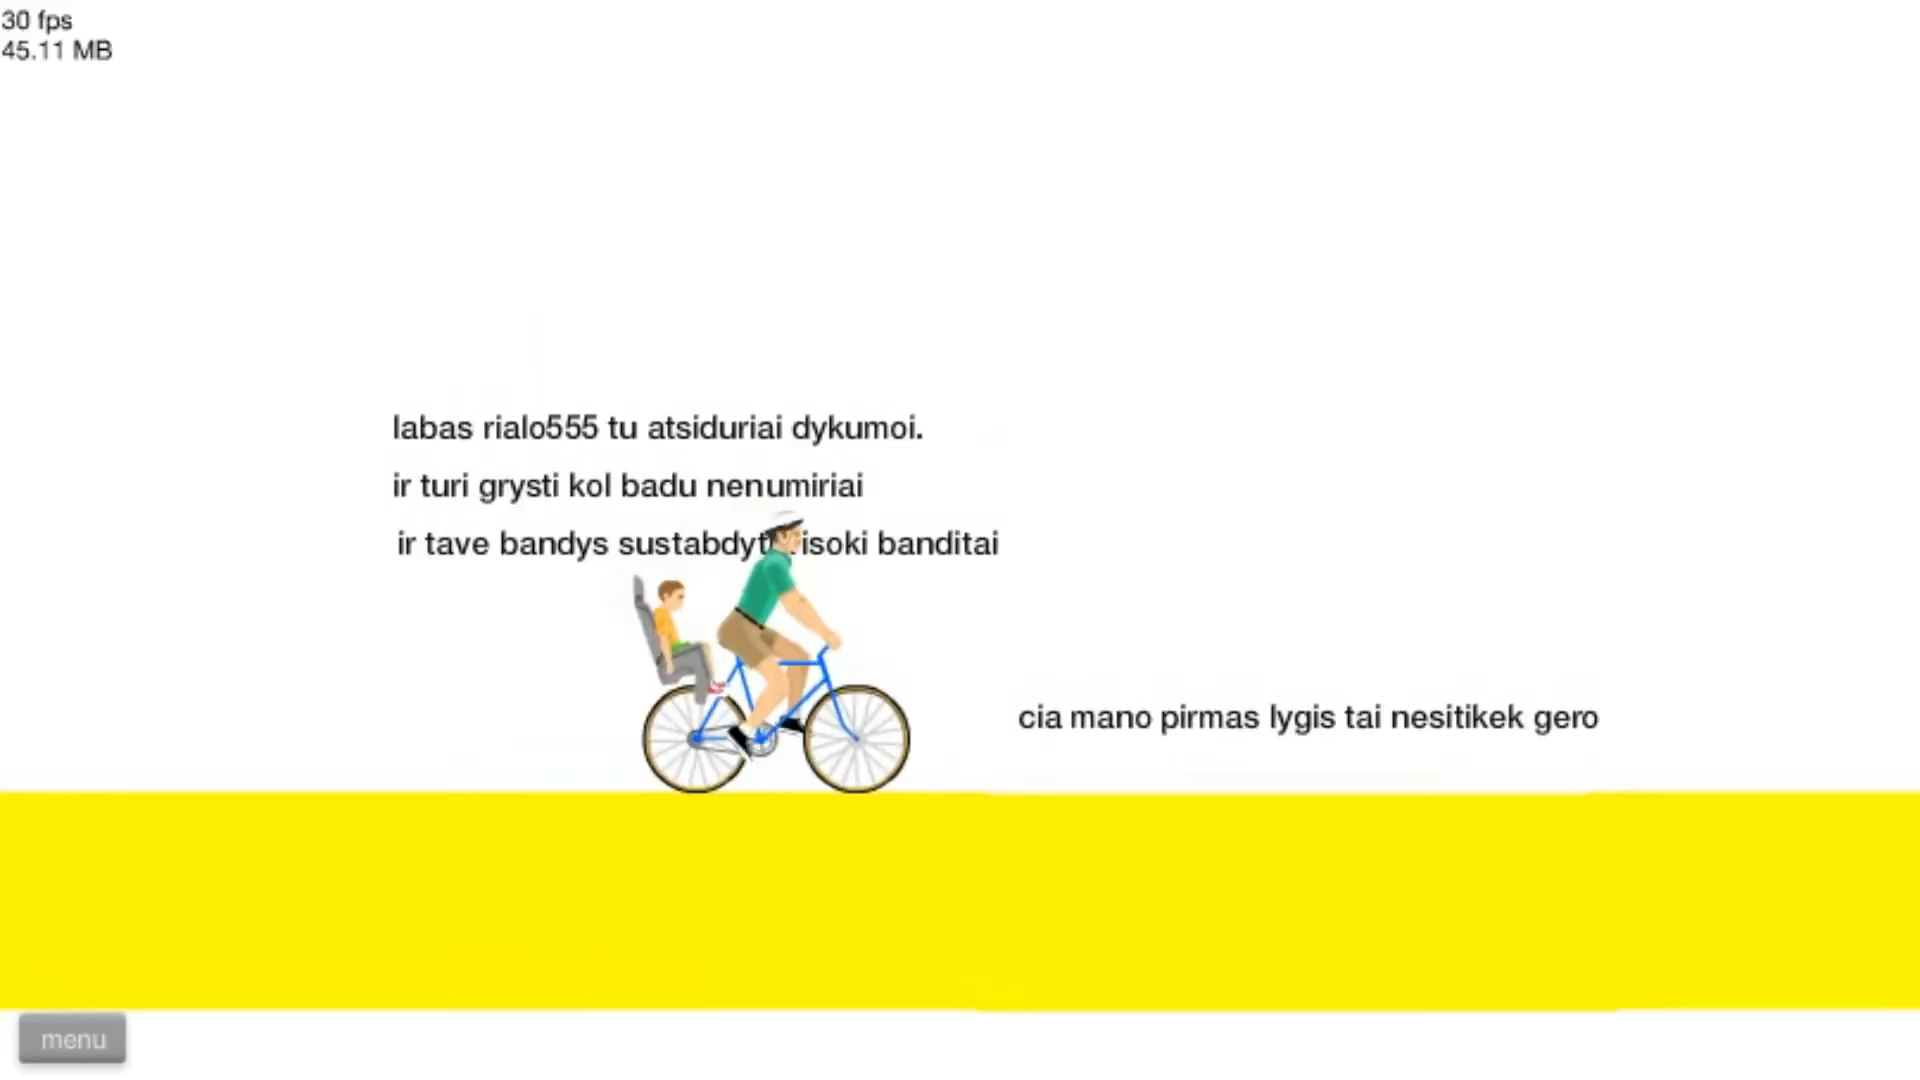 30 fps
45.11 MB
labas rialo555 tu atsiduriai dykumoi.
ir turi grysti kol badu nenumiriai
ir tave bandys isoki banditai
cia mano pirmas lygis tai nesitikek gero
menu